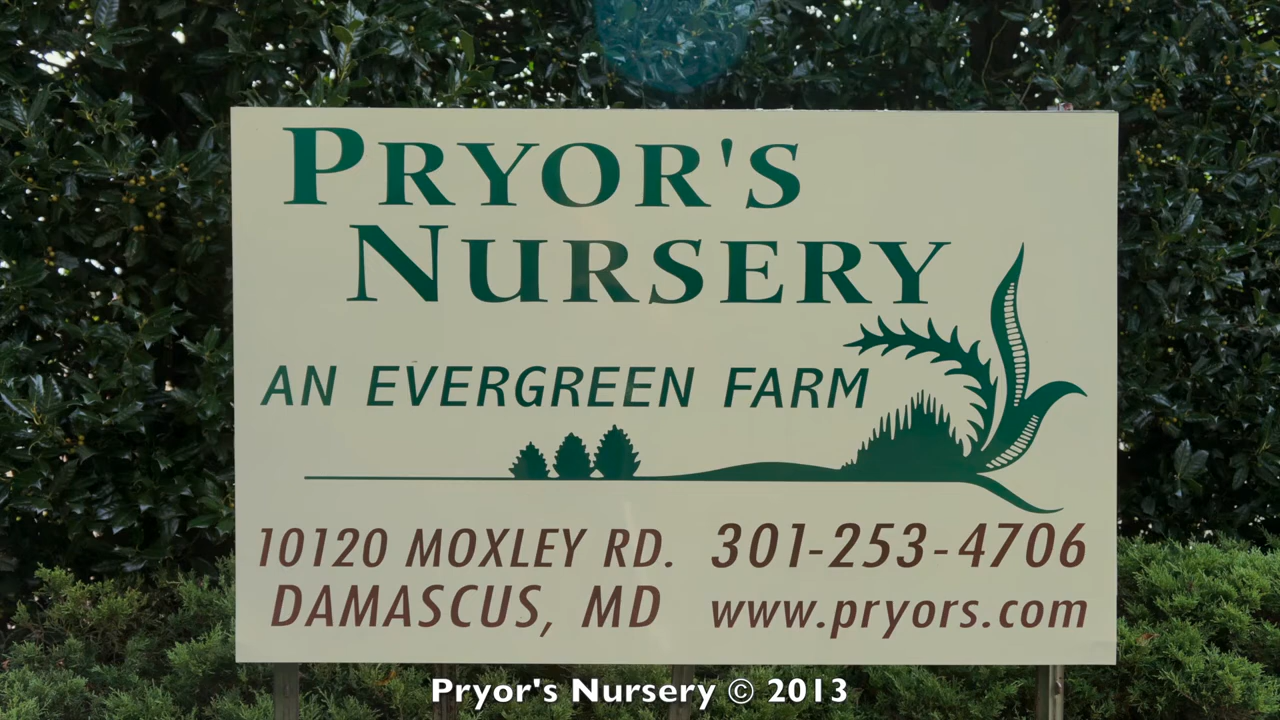 PRYOR'S
NURSERY
AN EVERGREEN FARM
10120 MOXLEY RD. 301-253-4706
DAMASCUS, MD www.pryors.com
Pryor's Nursery © 2013